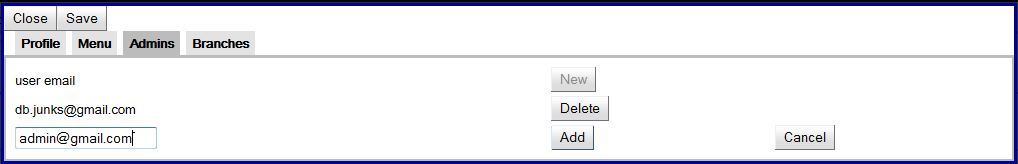 Close Save
Profile Menu Admins Branches
user email New
db.junks@gmail.com Delete
admin@gmail.com Add Cancel